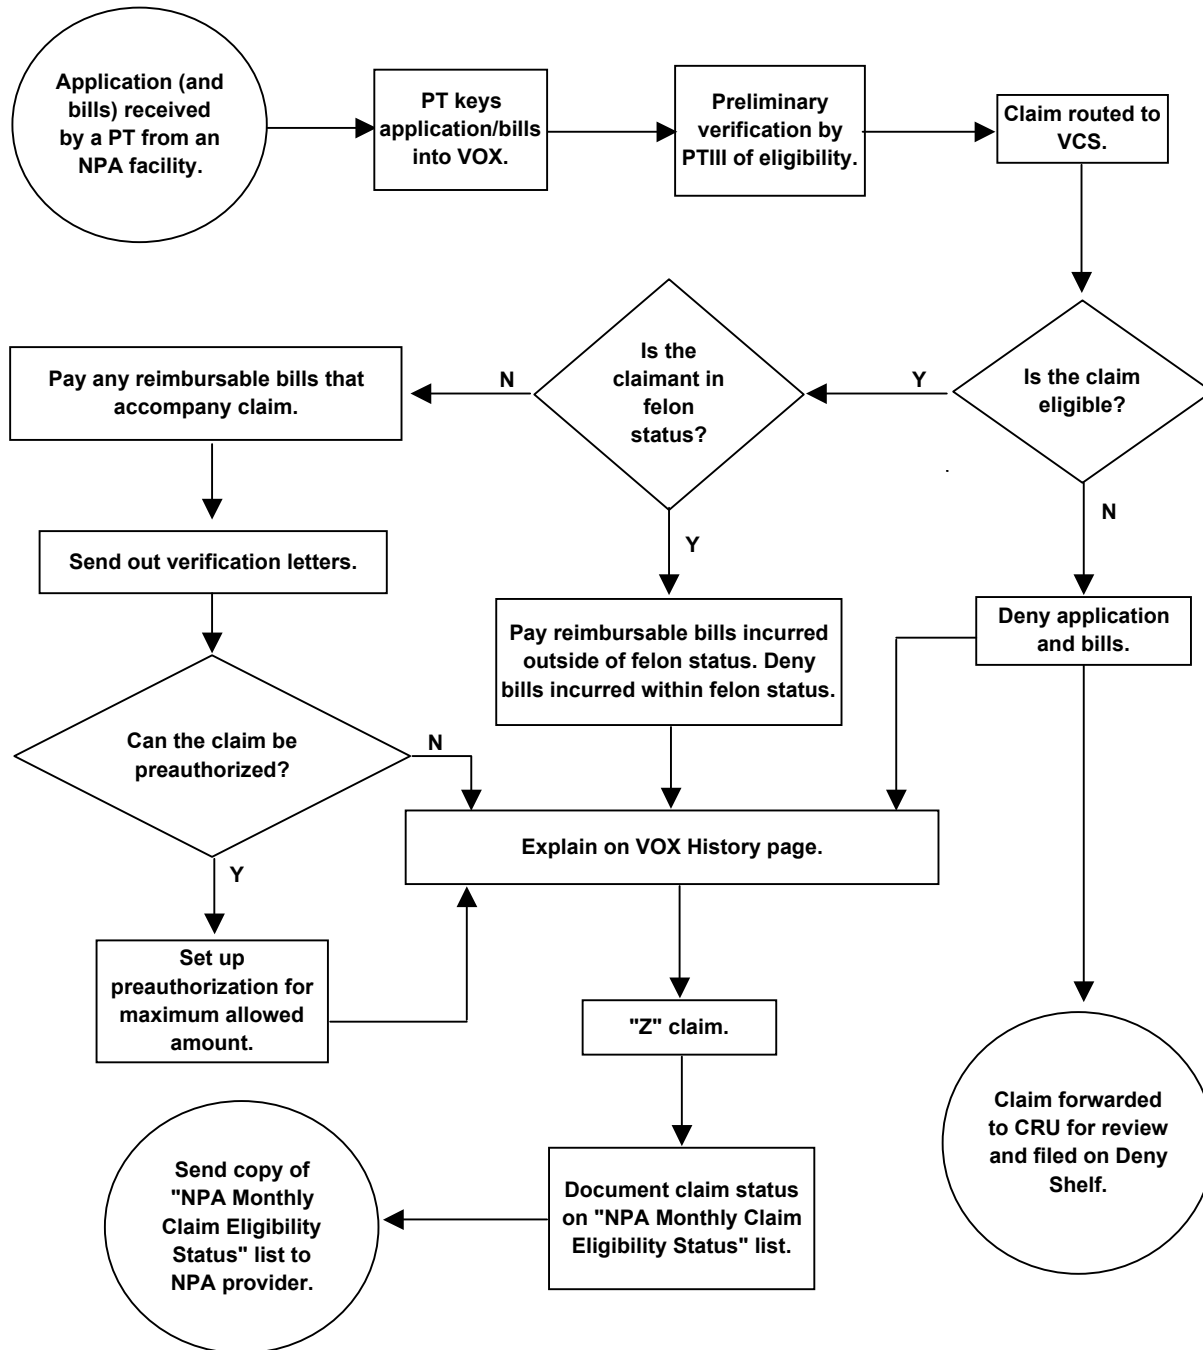 Application (and
bills) received
by a PT from an
NPA facility.
PT keys
application/bills
into VOX.
Preliminary
verification by
PTIII of eligibility.
Claim routed to
VCS.
Is the claim
eligible?
Y
N
Is the
claimant in
felon
status?
N
Y
Pay any reimbursable bills that
accompany claim.
Send out verification letters.
Pay reimbursable bills incurred
outside of felon status. Deny
bills incurred within felon status.
Deny application
and bills.
Can the claim be
preauthorized?
N
Y
Explain on VOX History page.
Set up
preauthorization for
maximum allowed
amount.
"Z" claim.
Claim forwarded
to CRU for review
and filed on Deny
Shelf.
Document claim status
on "NPA Monthly Claim
Eligibility Status" list.
Send copy of
"NPA Monthly
Claim Eligibility
Status" list to
NPA provider.